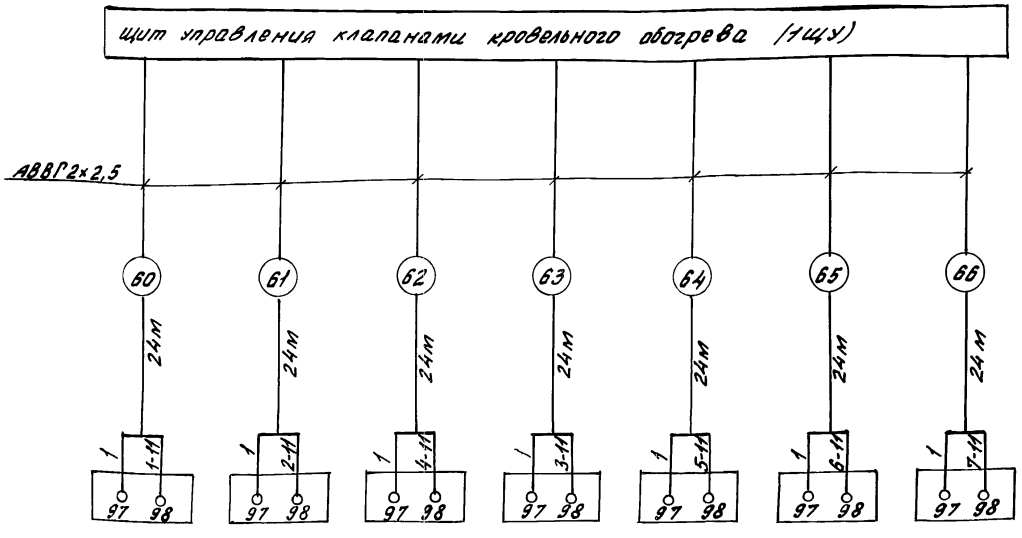 щит управления клапанами кровельного обогрева (1ЩУ)
АВВГ 2×2,5
60 61 62 63 64 65 66
24м 24м 24м 24м 24м 24м 24м
1 1-11 1 2-11 1 4-11 1 3-11 1 5-11 1 6-11 1 7-11
97 98 97 98 97 98 97 98 97 98 97 98 97 98